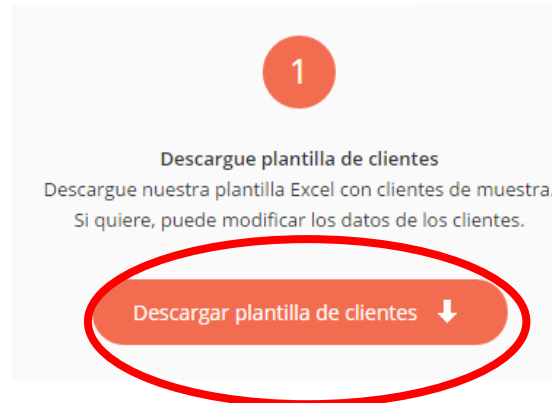 1
Descargue plantilla de clientes
Descargue nuestra plantilla Excel con clientes de muestra.
Si quiere, puede modificar los datos de los clientes.
Descargar plantilla de clientes